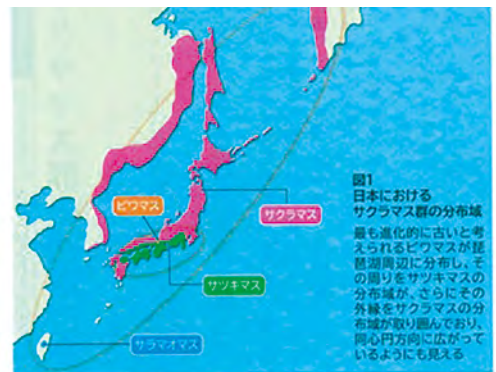 ビワマス
サクラマス
サツキマス
サラマオマス
図1
日本における
サクラマス群の分布域
最も進化的に古いと考
えられるビワマスが琵
琶湖周辺に分布し、そ
の周りをサツキマスの
分布域が、さらにその
外縁をサクラマスの分
布域が取り囲んでおり、
同心円方向に広がって
いるようにも見える